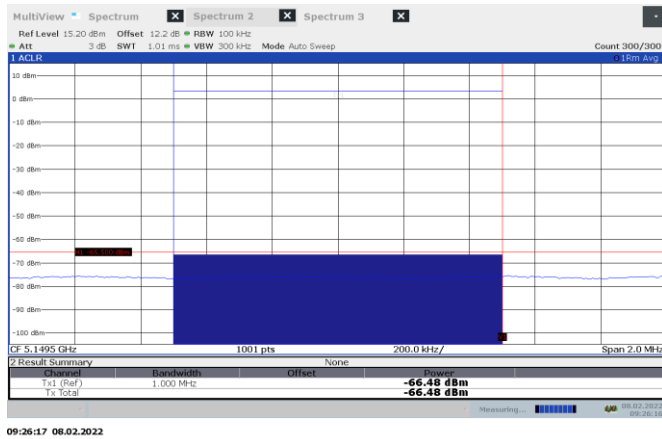 MultiView Spectrum Spectrum 2 Spectrum 3
Ref Level 15.20 dBm Offset 12.2 dB RBW 100 kHz
Att 3 dB SWT 1.01 ms VBW 300 kHz Mode Auto Sweep Count 300/300
1 ACLR 1Rm Avg
10 dBm
0 dBm
-10 dBm
-20 dBm
-30 dBm
-40 dBm
-50 dBm
-60 dBm
-70 dBm
-80 dBm
-90 dBm
-100 dBm
CF 5.1495 GHz 1001 pts 200.0 kHz/ Span 2.0 MHz
2 Result Summary None
Channel Bandwidth Offset Power
Tx1 (Ref) 1.000 MHz -66.48 dBm
Tx Total -66.48 dBm
Measuring... 08.02.2022
09:26:16
09:26:17 08.02.2022